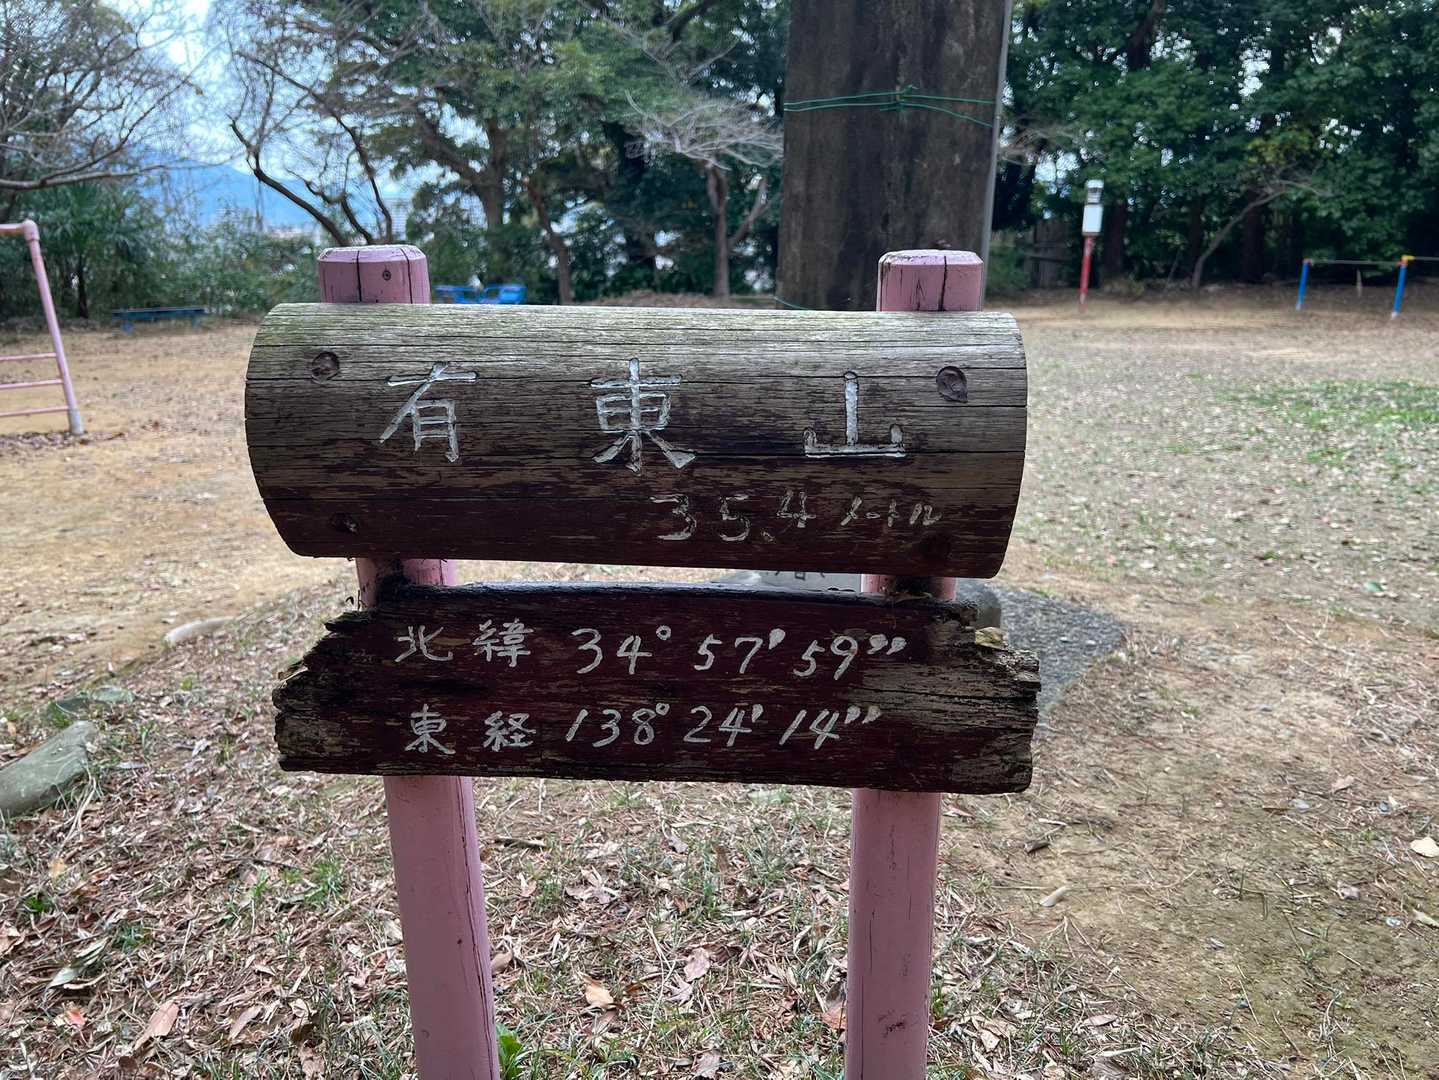 有東山
35.4 メートル
北緯 34° 57' 59"
東経 138° 24' 14"